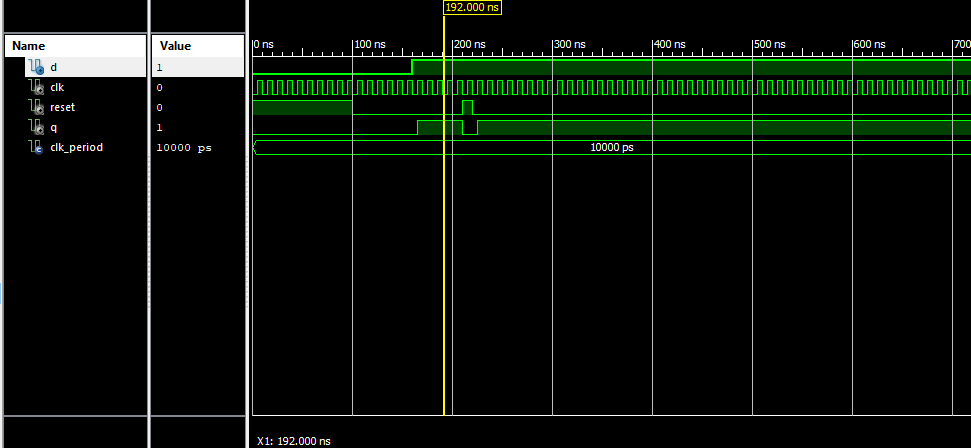 192.000 ns
Name Value
0 ns 100 ns 200 ns 300 ns 400 ns 500 ns 600 ns 700
d 1
clk 0
reset 0
q 1
clk_period 10000 ps 10000 ps
X1: 192.000 ns